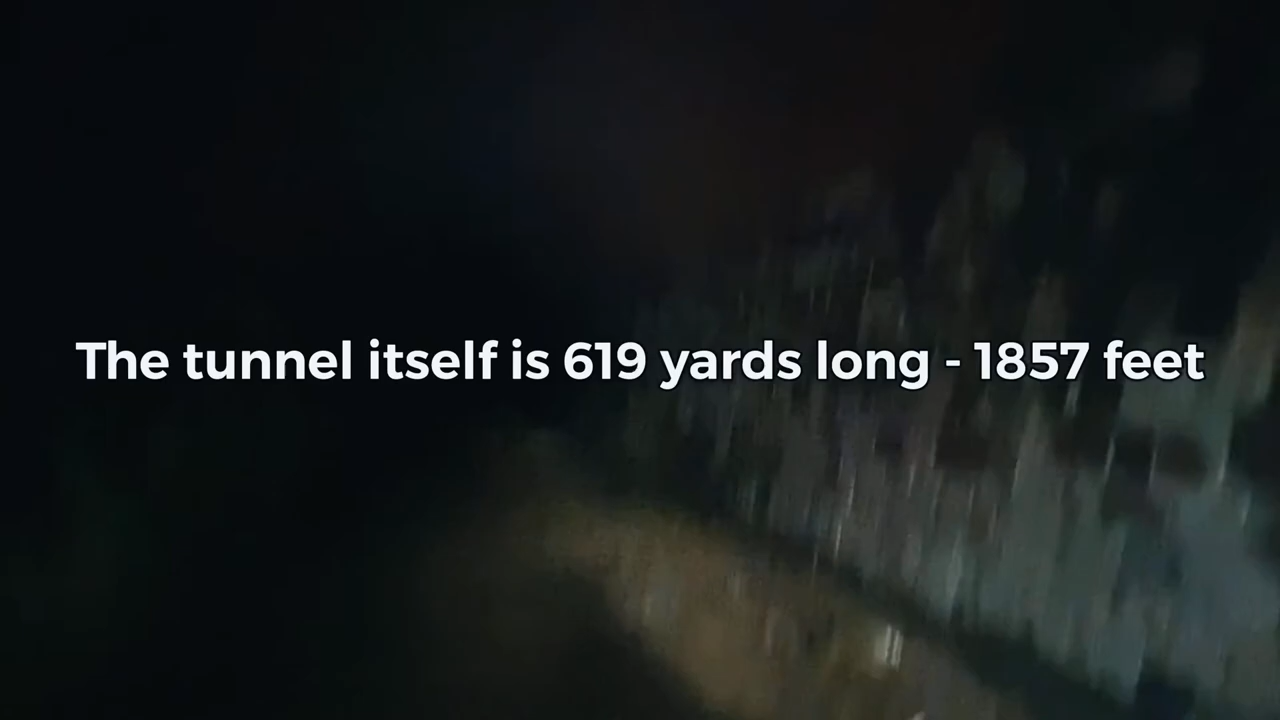 The tunnel itself is 619 yards long - 1857 feet